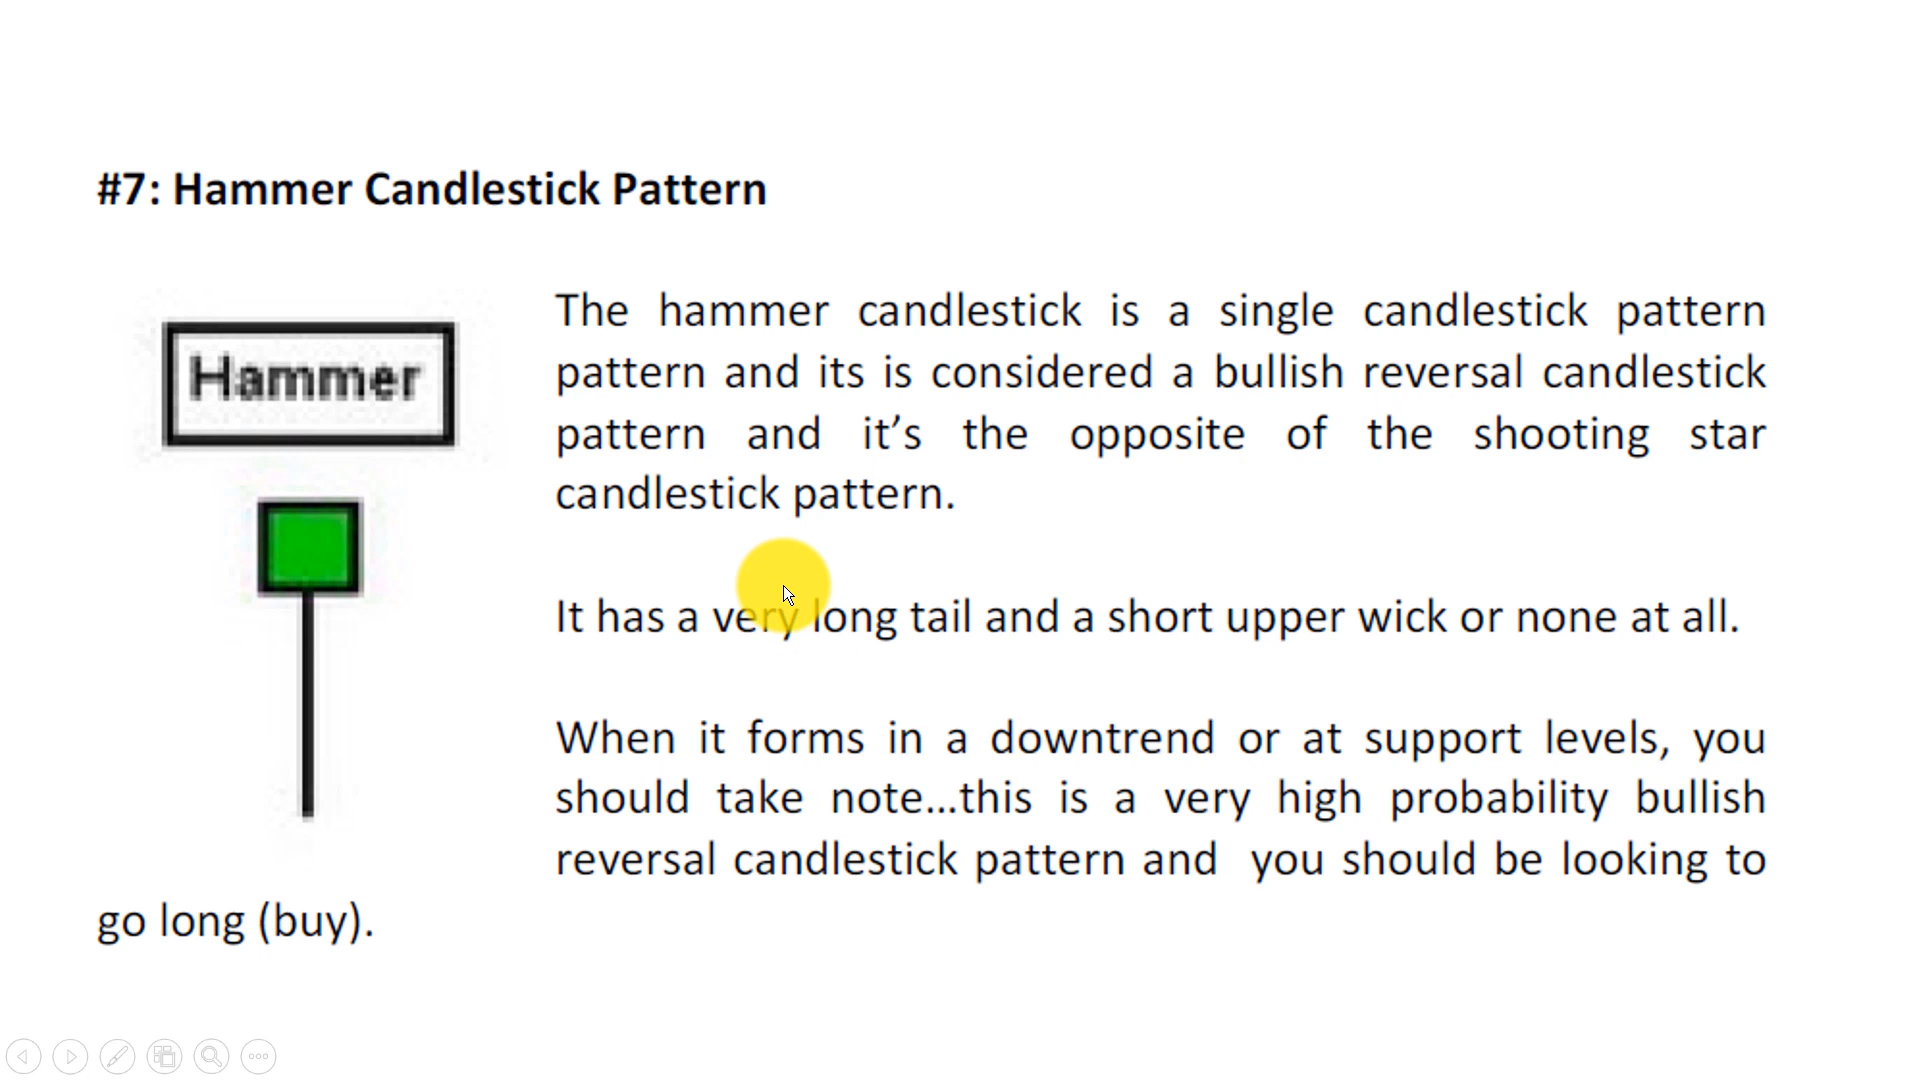 #7: Hammer Candlestick Pattern
Hammer
The hammer candlestick is a single candlestick pattern
pattern and its is considered a bullish reversal candlestick
pattern and it’s the opposite of the shooting star
candlestick pattern.
It has a very long tail and a short upper wick or none at all.
When it forms in a downtrend or at support levels, you
should take note...this is a very high probability bullish
reversal candlestick pattern and you should be looking to
go long (buy).